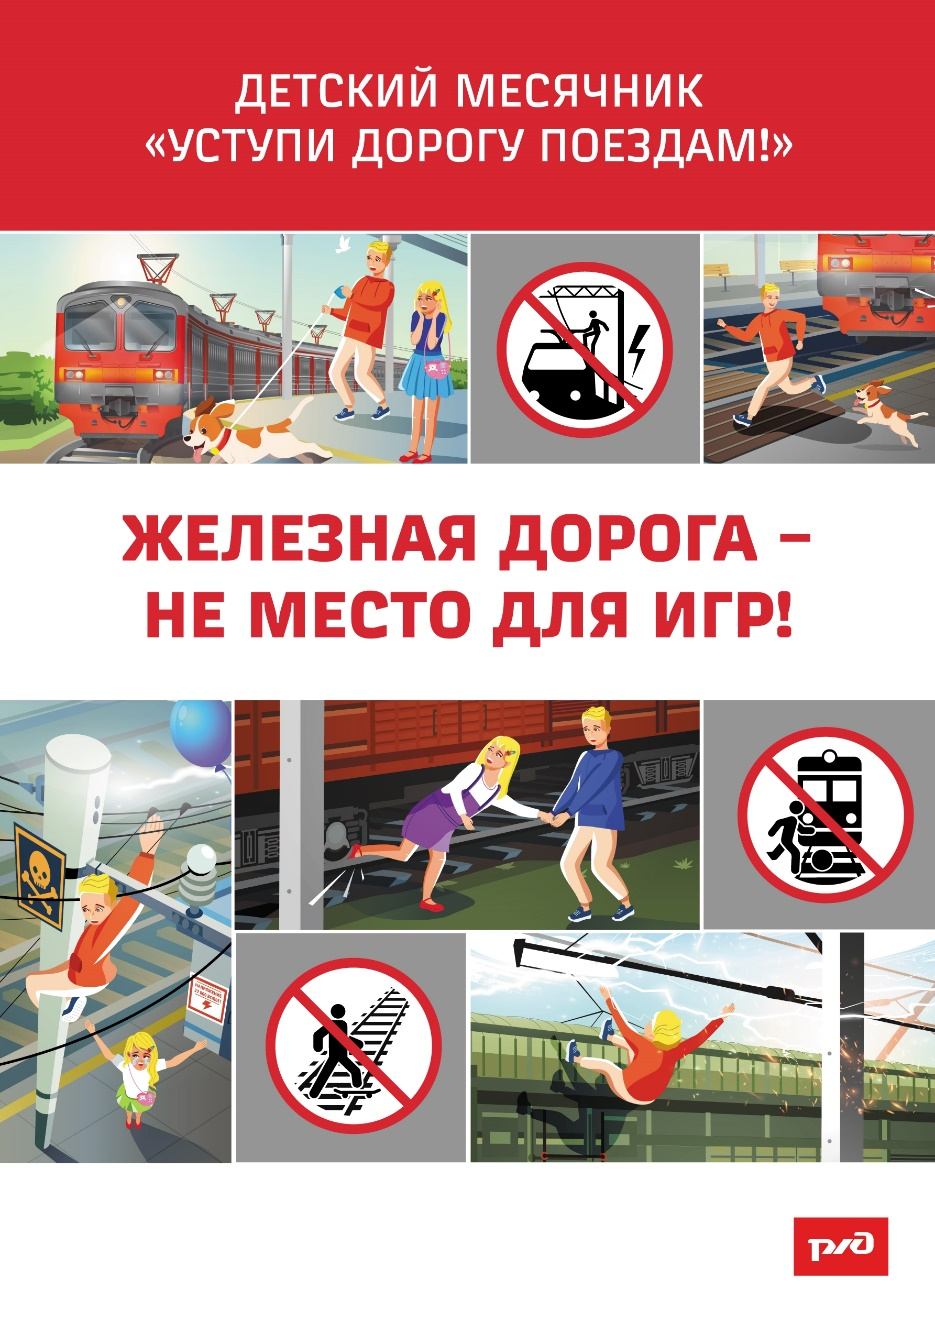 ДЕТСКИЙ МЕСЯЧНИК
«УСТУПИ ДОРОГУ ПОЕЗДАМ!»
ЖЕЛЕЗНАЯ ДОРОГА –
НЕ МЕСТО ДЛЯ ИГР!
ржд